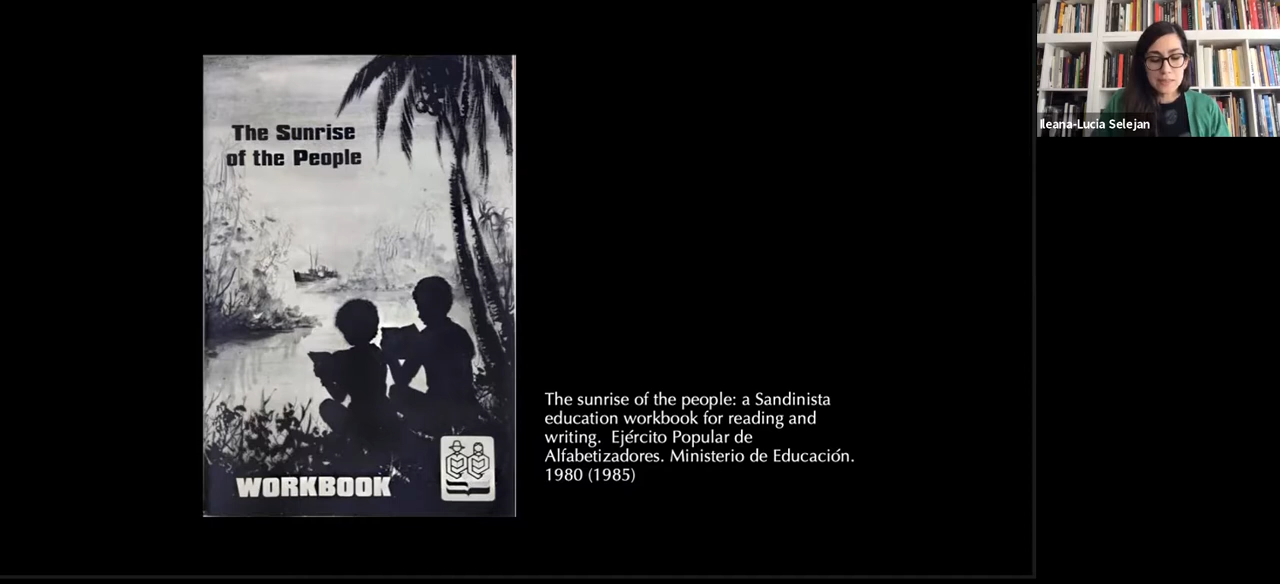 The Sunrise
of the People
WORKBOOK
The sunrise of the people: a Sandinista
education workbook for reading and
writing. Ejército Popular de
Alfabetizadores. Ministerio de Educación.
1980 (1985)
Ileana-Lucia Selejan